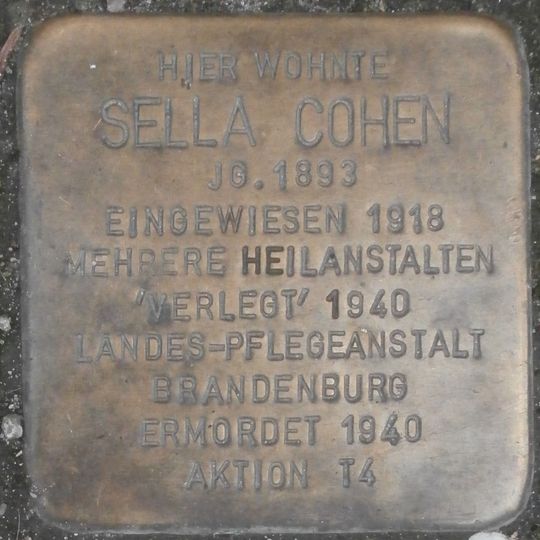 HIER WOHNTE
SELLA COHEN
JG. 1893
EINGEWIESEN 1918
MEHRERE HEILANSTALTEN
'VERLEGT' 1940
LANDES-PFLEGEANSTALT
BRANDENBURG
ERMORDET 1940
AKTION T4